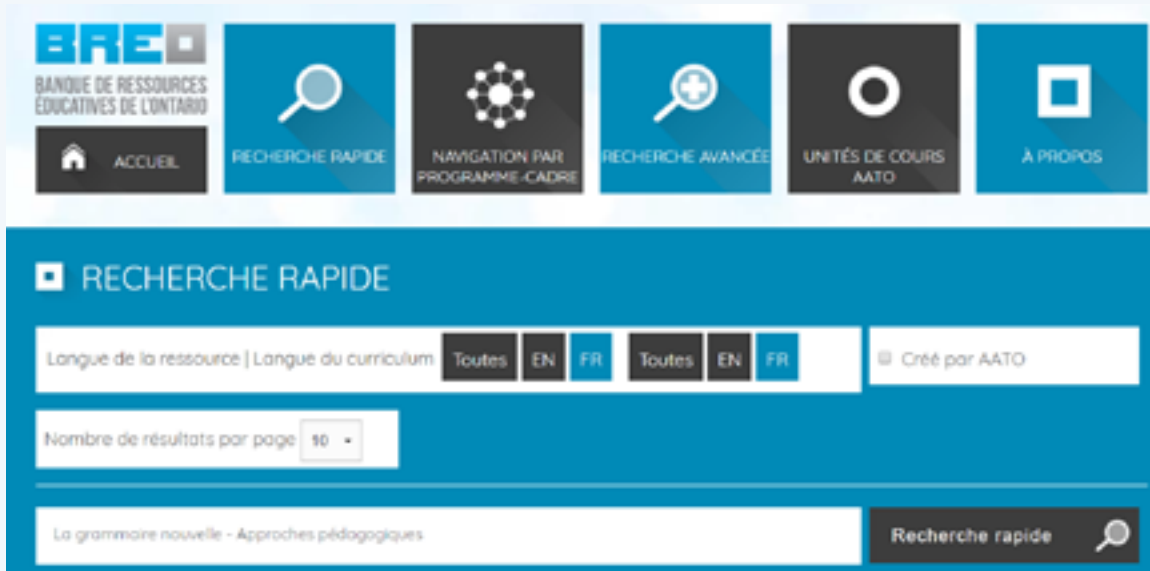 BREO
BANQUE DE RESSOURCES
ÉDUCATIVES DE L'ONTARIO
ACCUEIL
RECHERCHE RAPIDE
NAVIGATION PAR
PROGRAMME-CADRE
RECHERCHE AVANCÉE
UNITÉS DE COURS
AATO
À PROPOS
RECHERCHE RAPIDE
Langue de la ressource | Langue du curriculum Toutes EN FR Toutes EN FR
Créé par AATO
Nombre de résultats par page 10
La grammaire nouvelle - Approches pédagogiques
Recherche rapide